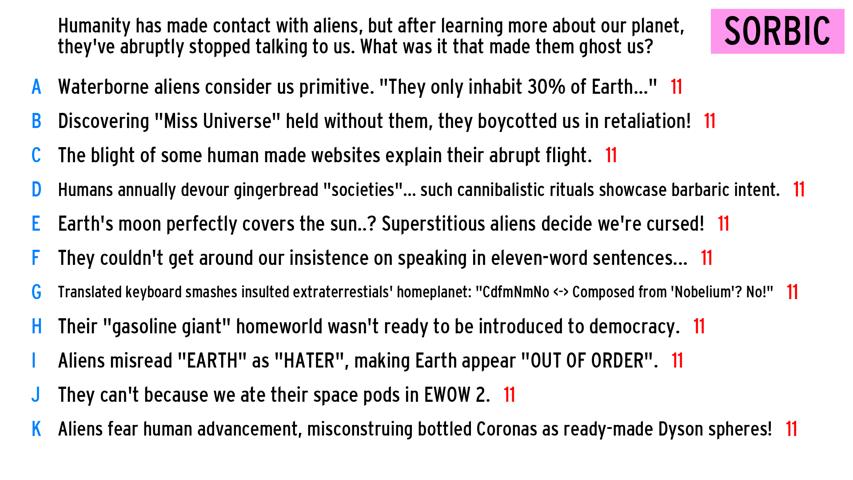 Humanity has made contact with aliens, but after learning more about our planet,
they've abruptly stopped talking to us. What was it that made them ghost us?
SORBIC
A Waterborne aliens consider us primitive. "They only inhabit 30% of Earth..." 11
B Discovering "Miss Universe" held without them, they boycotted us in retaliation! 11
C The blight of some human made websites explain their abrupt flight. 11
D Humans annually devour gingerbread "societies"... such cannibalistic rituals showcase barbaric intent. 11
E Earth's moon perfectly covers the sun..? Superstitious aliens decide we're cursed! 11
F They couldn't get around our insistence on speaking in eleven-word sentences... 11
G Translated keyboard smashes insulted extraterrestials' homeplanet: "CdfmNmNo <-> Composed from 'Nobelium'? No!" 11
H Their "gasoline giant" homeworld wasn't ready to be introduced to democracy. 11
I Aliens misread "EARTH" as "HATER", making Earth appear "OUT OF ORDER". 11
J They can't because we ate their space pods in EWOW 2. 11
K Aliens fear human advancement, misconstruing bottled Coronas as ready-made Dyson spheres! 11